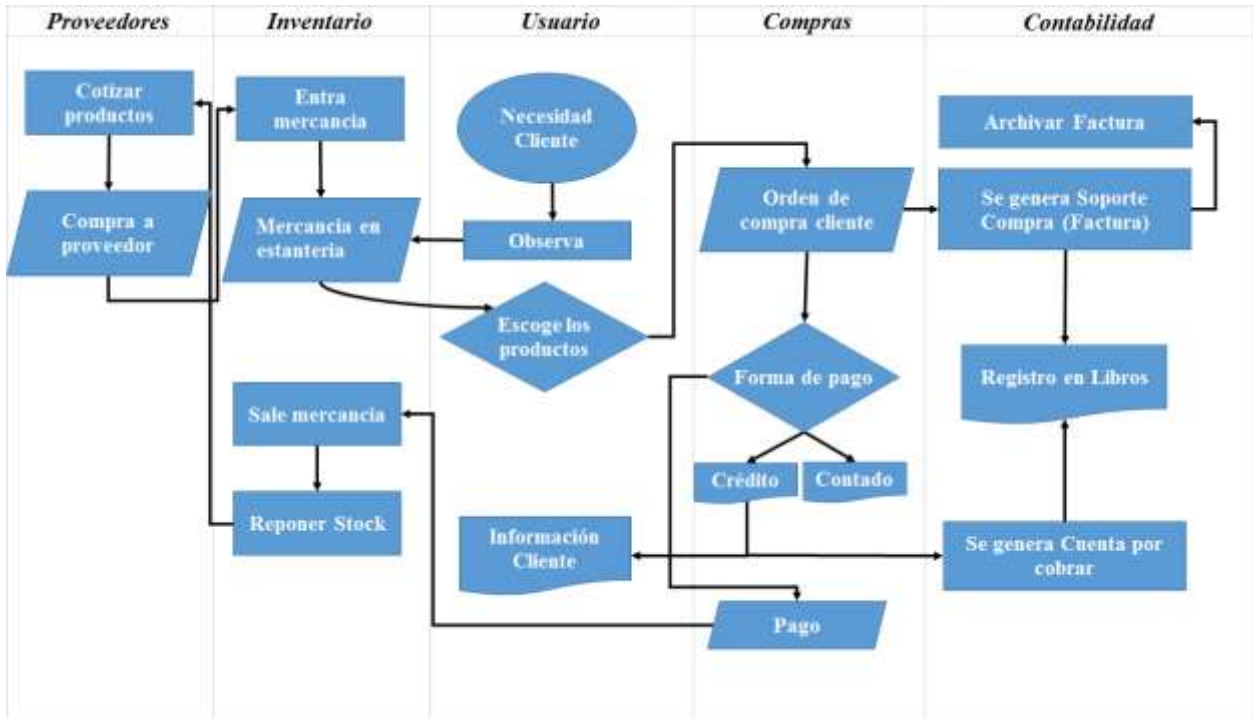 Proveedores
Inventario
Usuario
Compras
Contabilidad
Cotizar
productos
Compra a
proveedor
Entra
mercancia
Mercancia en
estanteria
Sale mercancia
Reponer Stock
Necesidad
Cliente
Observa
Escoge los
productos
Información
Cliente
Orden de
compra cliente
Forma de pago
Crédito
Contado
Pago
Archivar Factura
Se genera Soporte
Compra (Factura)
Registro en Libros
Se genera Cuenta por
cobrar